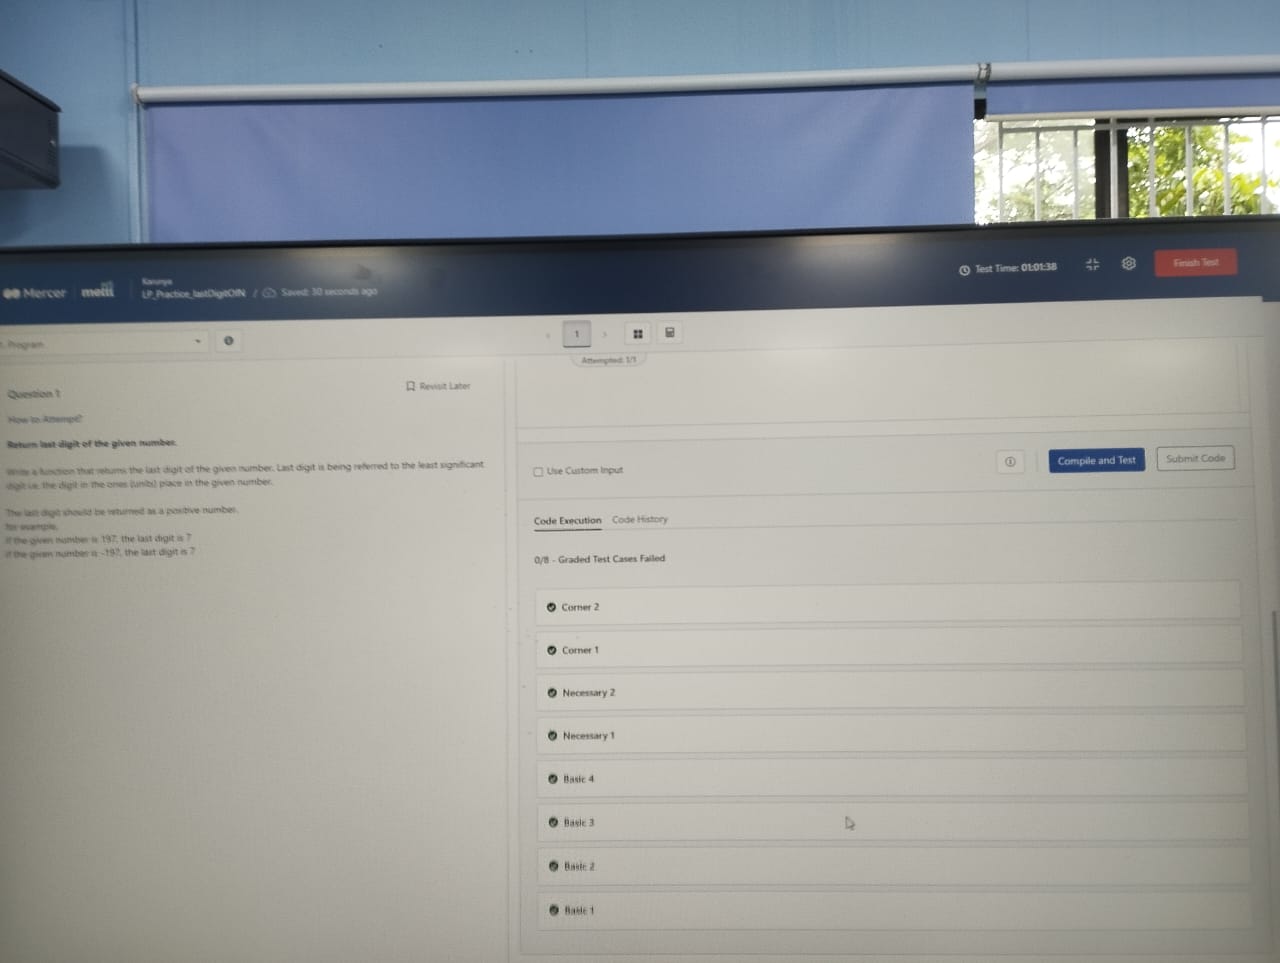 Mercer | mettl
Karunya
LP_Practice_lastDigitOfN / Saved: 30 seconds ago
Test Time: 01:01:38
Finish Test
Program
1
Attempted: 1/1
Question 1
Revisit Later
How to Attempt?
Return last digit of the given number.
Write a function that returns the last digit of the given number. Last digit is being referred to the least significant
digit i.e. the digit in the ones (units) place in the given number.
The last digit should be returned as a positive number.
for example,
if the given number is 197, the last digit is 7
if the given number is -197, the last digit is 7
Use Custom Input
Compile and Test
Submit Code
Code Execution
Code History
0/8 - Graded Test Cases Failed
Corner 2
Corner 1
Necessary 2
Necessary 1
Basic 4
Basic 3
Basic 2
Basic 1